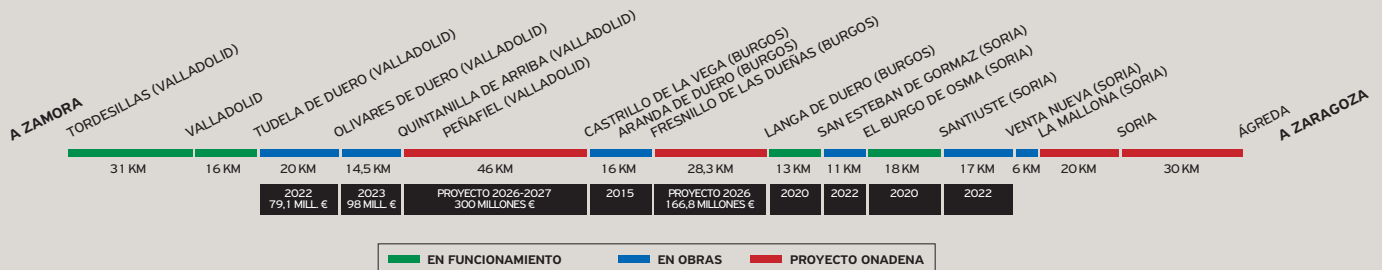 A ZAMORA
TORDESILLAS (VALLADOLID)
VALLADOLID
TUDELA DE DUERO (VALLADOLID)
OLIVARES DE DUERO (VALLADOLID)
QUINTANILLA DE ARRIBA (VALLADOLID)
PEÑAFIEL (VALLADOLID)
CASTRILLO DE LA VEGA (BURGOS)
ARANDA DE DUERO (BURGOS)
FRESNILLO DE LAS DUEÑAS (BURGOS)
LANGA DE DUERO (BURGOS)
SAN ESTEBAN DE GORMAZ (SORIA)
EL BURGO DE OSMA (SORIA)
SANTIUSTE (SORIA)
VENTA NUEVA (SORIA)
LA MALLONA (SORIA)
SORIA
ÁGREDA
A ZARAGOZA
31 KM
16 KM
20 KM
14,5 KM
46 KM
16 KM
28,3 KM
13 KM
11 KM
18 KM
17 KM
6 KM
20 KM
30 KM
2022
79,1 MILL. €
2023
98 MILL. €
PROYECTO 2026-2027
300 MILLONES €
2015
PROYECTO 2026
166,8 MILLONES €
2020
2022
2020
2022
EN FUNCIONAMIENTO
EN OBRAS
PROYECTO ONADENA